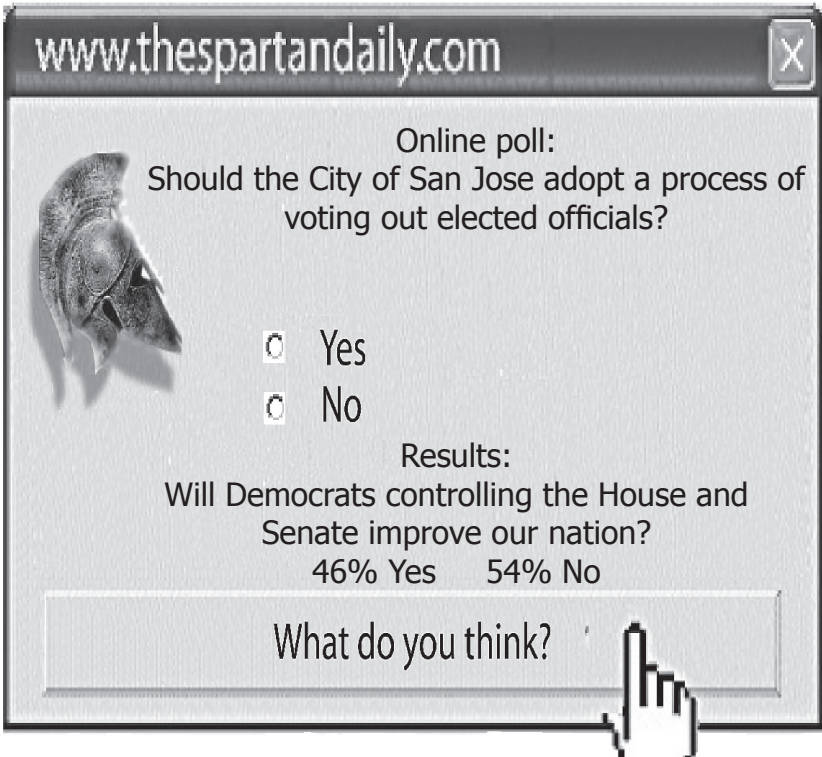 www.thespartandaily.com
X
Online poll:
Should the City of San Jose adopt a process of
voting out elected officials?
Yes
No
Results:
Will Democrats controlling the House and
Senate improve our nation?
46% Yes 54% No
What do you think?